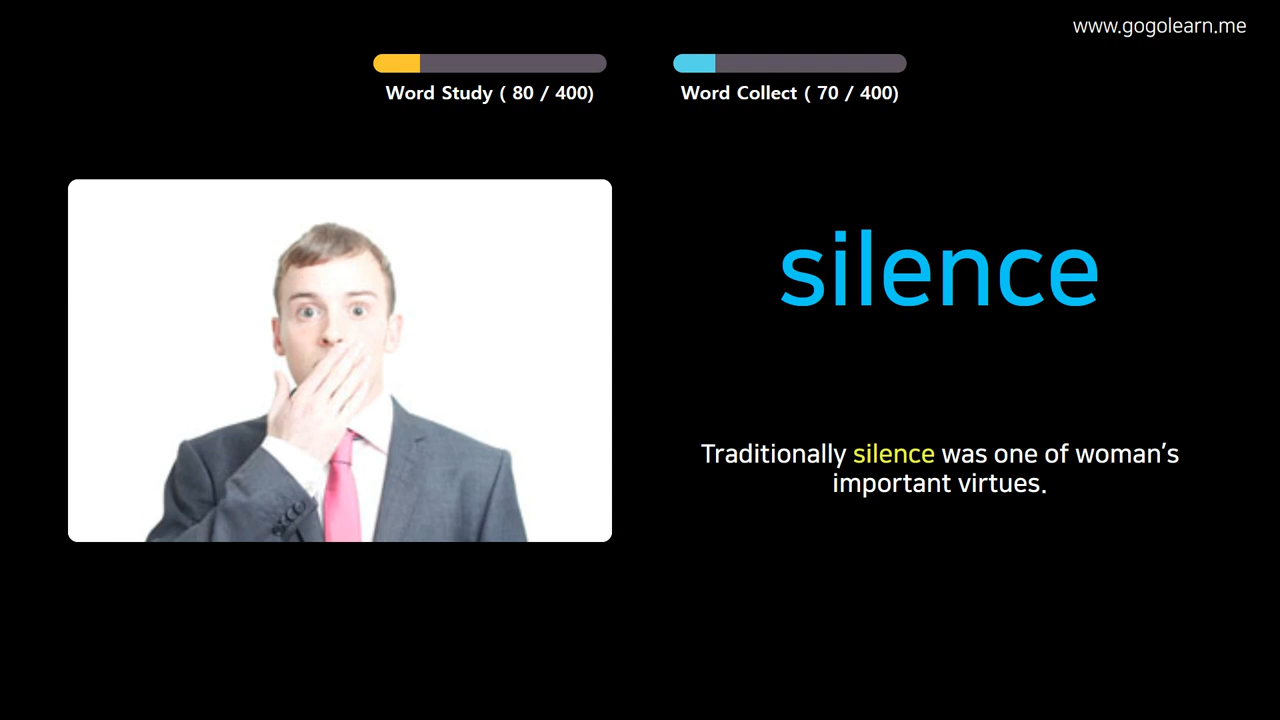 www.gogolearn.me
Word Study ( 80 / 400)
Word Collect ( 70 / 400)
silence
Traditionally silence was one of woman’s
important virtues.